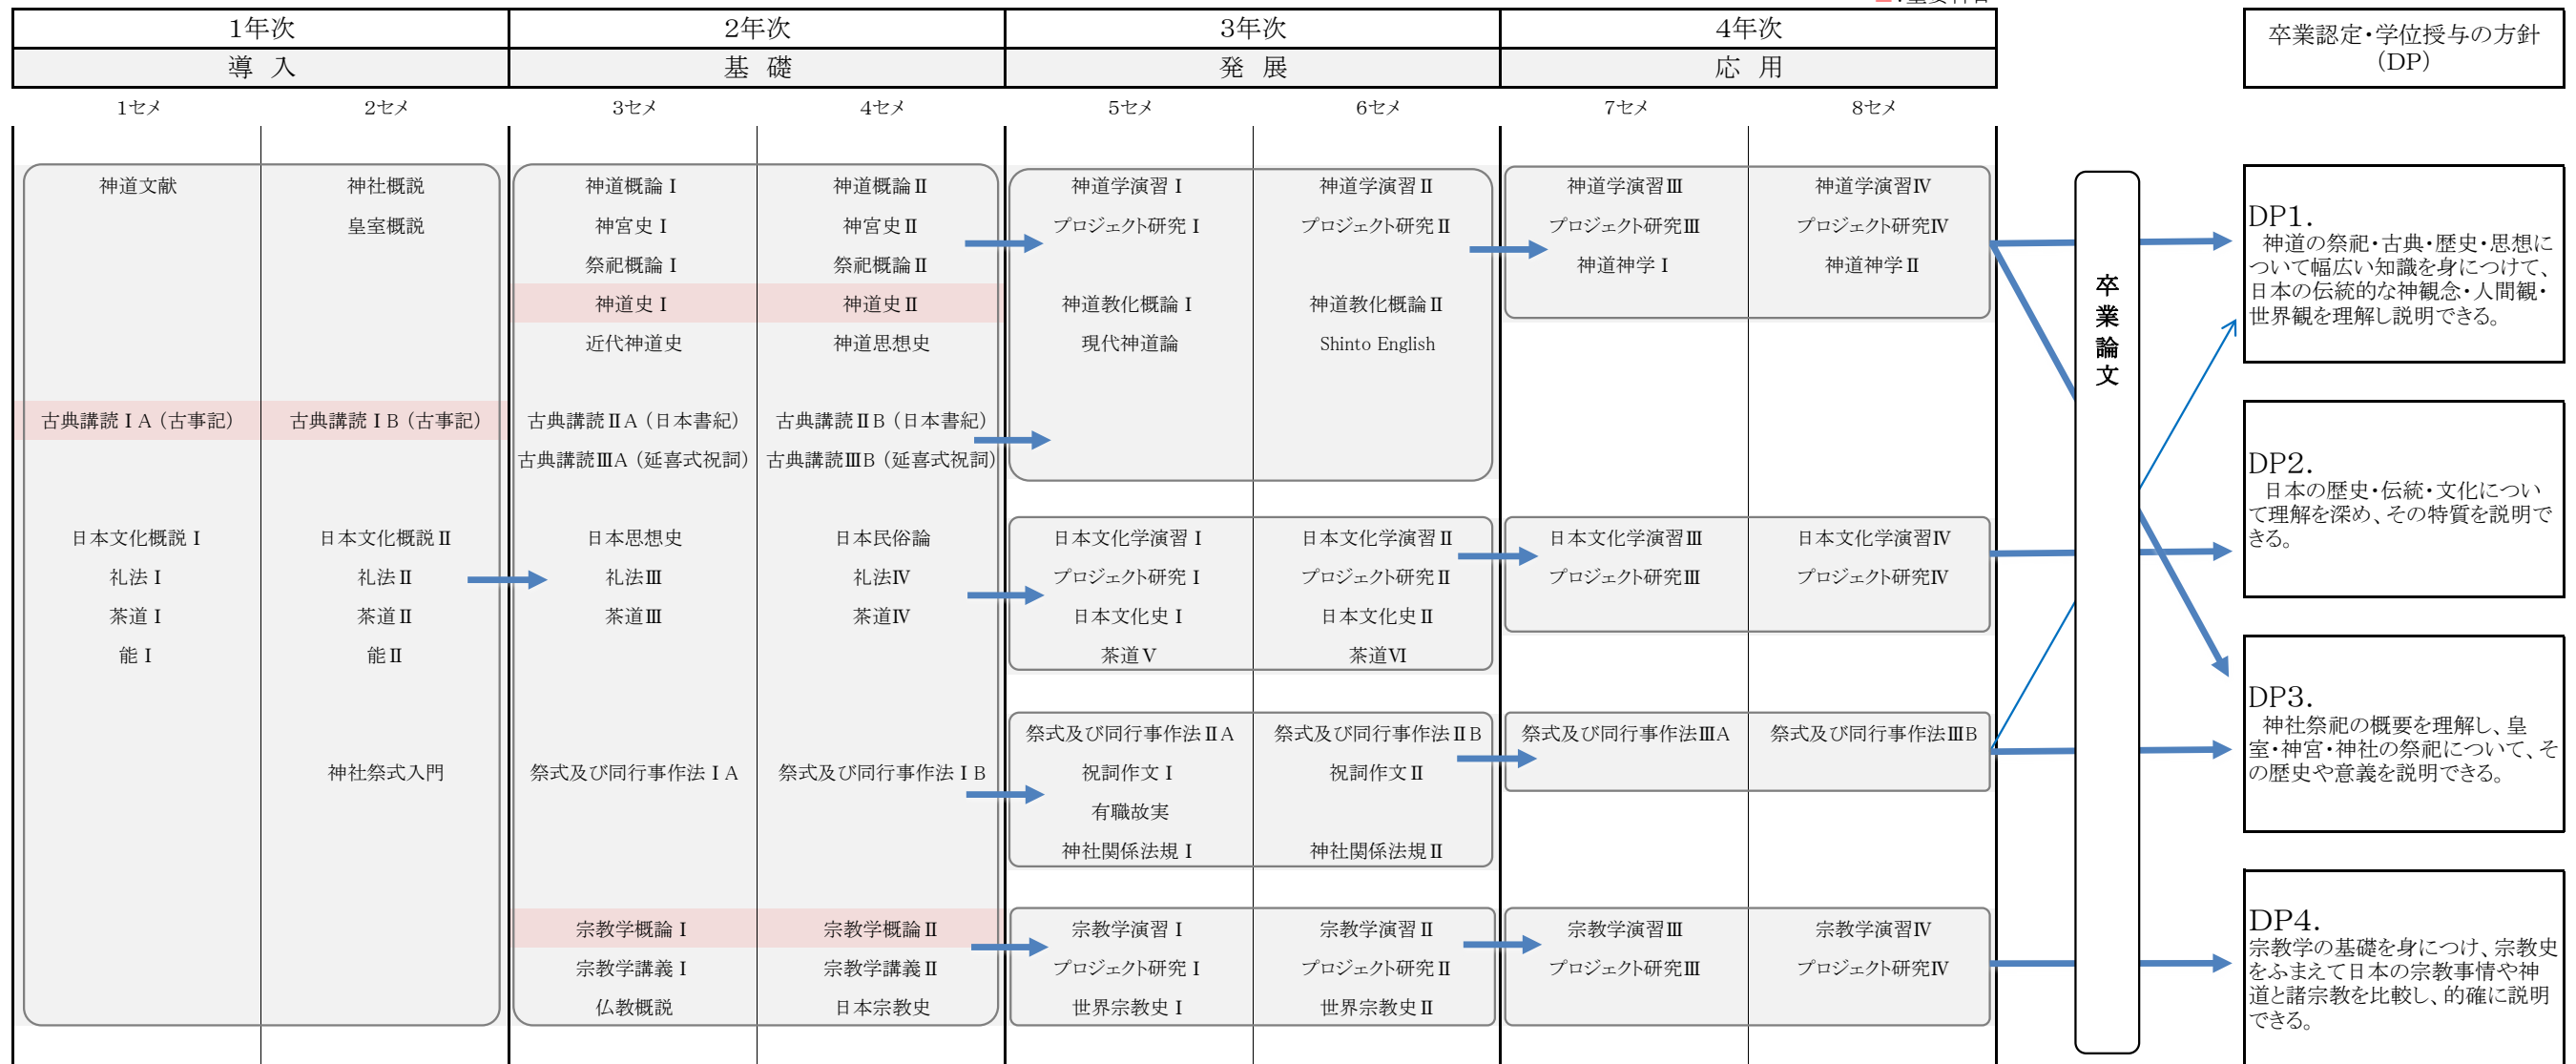 1年次 2年次 3年次 4年次 卒業認定・学位授与の方針
(DP)
導 入 基 礎 発 展 応 用
1セメ 2セメ 3セメ 4セメ 5セメ 6セメ 7セメ 8セメ
神道文献 神社概説 神道概論Ⅰ 神道概論Ⅱ 神道学演習Ⅰ 神道学演習Ⅱ 神道学演習Ⅲ 神道学演習Ⅳ
皇室概説 神宮史Ⅰ 神宮史Ⅱ プロジェクト研究Ⅰ プロジェクト研究Ⅱ プロジェクト研究Ⅲ プロジェクト研究Ⅳ
祭祀概論Ⅰ 祭祀概論Ⅱ 神道神学Ⅰ 神道神学Ⅱ
神道史Ⅰ 神道史Ⅱ 神道教化概論Ⅰ 神道教化概論Ⅱ
近代神道史 神道思想史 現代神道論 Shinto English
古典講読ⅠA(古事記) 古典講読ⅠB(古事記) 古典講読ⅡA(日本書紀) 古典講読ⅡB(日本書紀)
古典講読ⅢA(延喜式祝詞) 古典講読ⅢB(延喜式祝詞)
日本文化概説Ⅰ 日本文化概説Ⅱ 日本思想史 日本民俗論 日本文化学演習Ⅰ 日本文化学演習Ⅱ 日本文化学演習Ⅲ 日本文化学演習Ⅳ
礼法Ⅰ 礼法Ⅱ 礼法Ⅲ 礼法Ⅳ プロジェクト研究Ⅰ プロジェクト研究Ⅱ プロジェクト研究Ⅲ プロジェクト研究Ⅳ
茶道Ⅰ 茶道Ⅱ 茶道Ⅲ 茶道Ⅳ 日本文化史Ⅰ 日本文化史Ⅱ
能Ⅰ 能Ⅱ 茶道Ⅴ 茶道Ⅵ
祭式及び同行事作法ⅡA 祭式及び同行事作法ⅡB 祭式及び同行事作法ⅢA 祭式及び同行事作法ⅢB
神社祭式入門 祭式及び同行事作法ⅠA 祭式及び同行事作法ⅠB 祝詞作文Ⅰ 祝詞作文Ⅱ
有職故実
神社関係法規Ⅰ 神社関係法規Ⅱ
宗教学概論Ⅰ 宗教学概論Ⅱ 宗教学演習Ⅰ 宗教学演習Ⅱ 宗教学演習Ⅲ 宗教学演習Ⅳ
宗教学講義Ⅰ 宗教学講義Ⅱ プロジェクト研究Ⅰ プロジェクト研究Ⅱ プロジェクト研究Ⅲ プロジェクト研究Ⅳ
仏教概説 日本宗教史 世界宗教史Ⅰ 世界宗教史Ⅱ
卒業論文
DP1.
神道の祭祀・古典・歴史・思想に
ついて幅広い知識を身につけて、
日本の伝統的な神観念・人間観・
世界観を理解し説明できる。
DP2.
日本の歴史・伝統・文化につい
て理解を深め、その特質を説明で
きる。
DP3.
神社祭祀の概要を理解し、皇
室・神宮・神社の祭祀について、そ
の歴史や意義を説明できる。
DP4.
宗教学の基礎を身につけ、宗教史
をふまえて日本の宗教事情や神
道と諸宗教を比較し、的確に説明
できる。